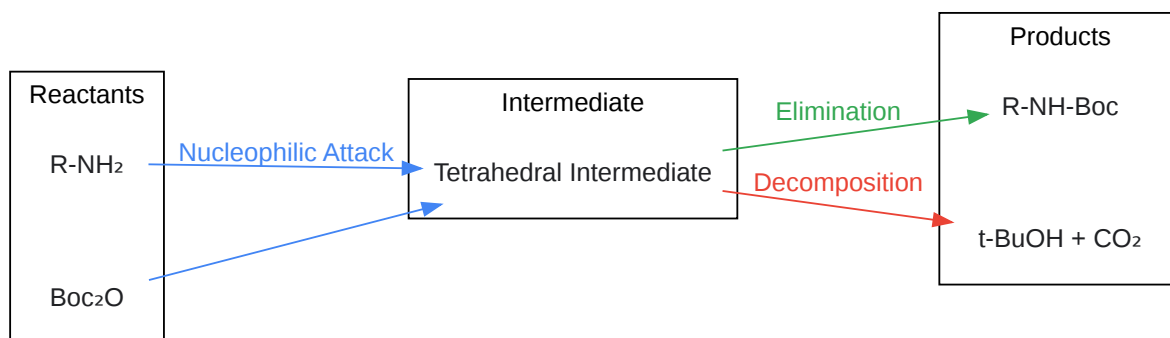 Reactants
R-NH₂
Boc₂O
Nucleophilic Attack
Intermediate
Tetrahedral Intermediate
Elimination
Decomposition
Products
R-NH-Boc
t-BuOH + CO₂